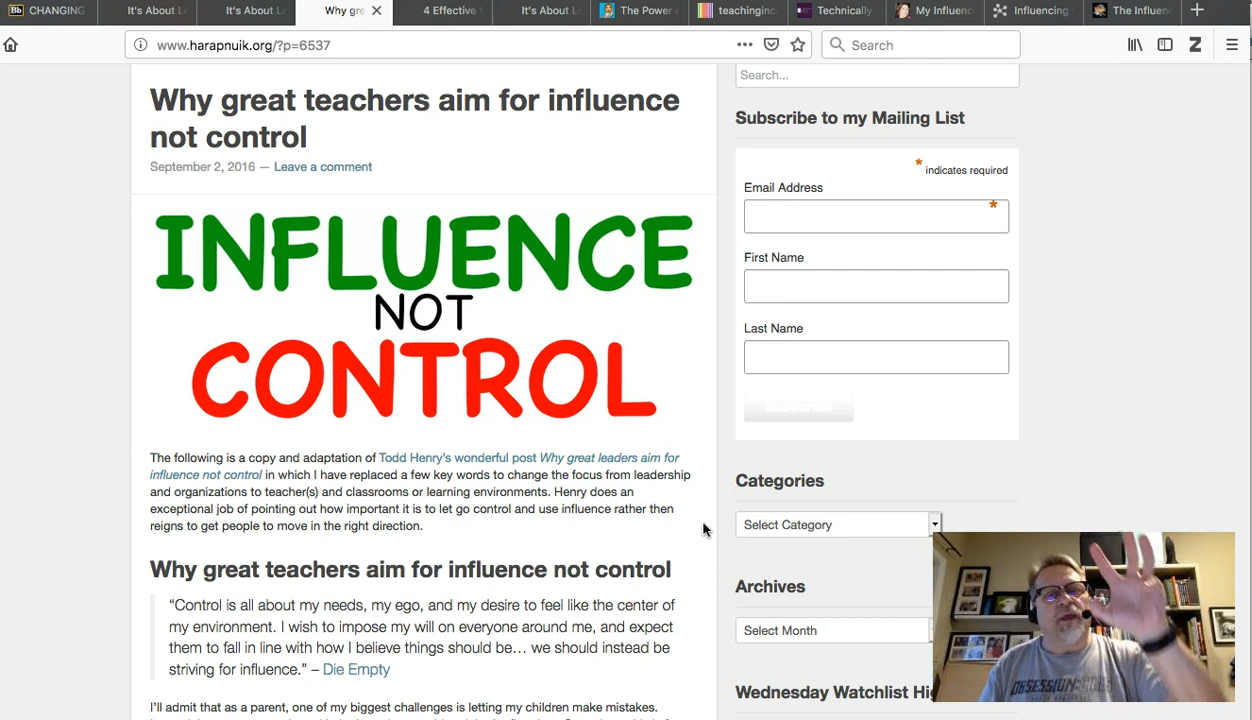 CHANGING
It's About L
It's About L
Why gre
4 Effective
It's About L
The Power
teachinginc
Technically
My Influenc
Influencing
The Influenc
www.harapnuik.org/?p=6537
Search
Search...
Why great teachers aim for influence
not control
September 2, 2016 — Leave a comment
INFLUENCE
NOT
CONTROL
The following is a copy and adaptation of Todd Henry's wonderful post Why great leaders aim for
influence not control in which I have replaced a few key words to change the focus from leadership
and organizations to teacher(s) and classrooms or learning environments. Henry does an
exceptional job of pointing out how important it is to let go control and use influence rather then
reigns to get people to move in the right direction.
Why great teachers aim for influence not control
“Control is all about my needs, my ego, and my desire to feel like the center of
my environment. I wish to impose my will on everyone around me, and expect
them to fall in line with how I believe things should be… we should instead be
striving for influence.” – Die Empty
I'll admit that as a parent, one of my biggest challenges is letting my children make mistakes.
Subscribe to my Mailing List
* indicates required
Email Address
*
First Name
Last Name
Subscribe
Categories
Select Category
Archives
Select Month
Wednesday Watchlist Hi
OBSESSION